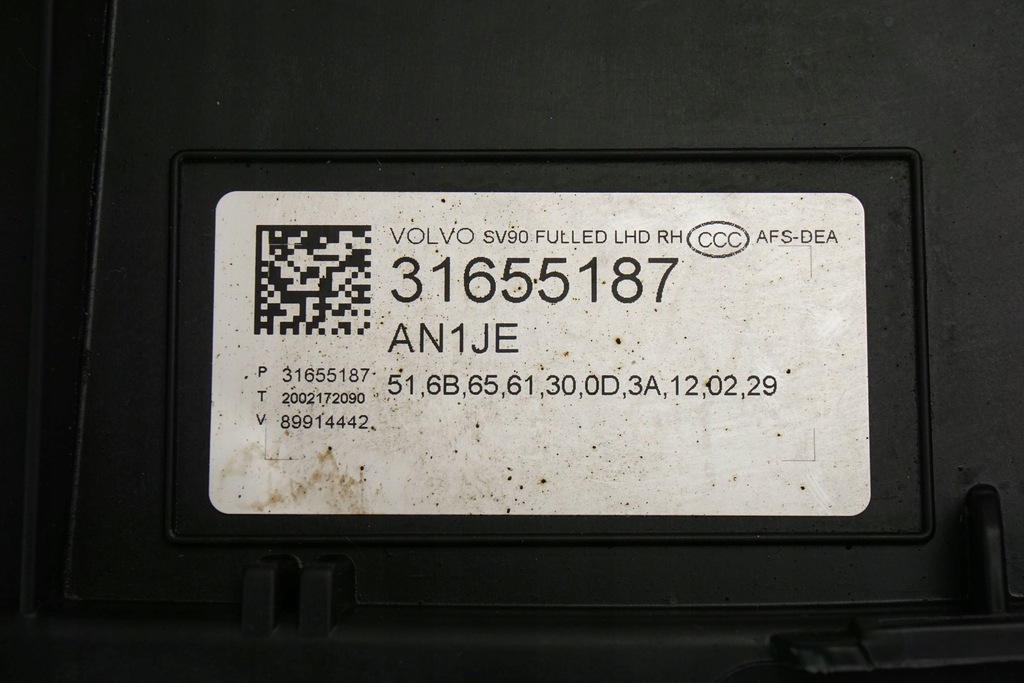 VOLVO SV90 FULLED LHD RH CCC AFS-DEA
31655187
AN1JE
51,6B,65,61,30,0D,3A,12,02,29
P 31655187
T 2002172090
V 89914442